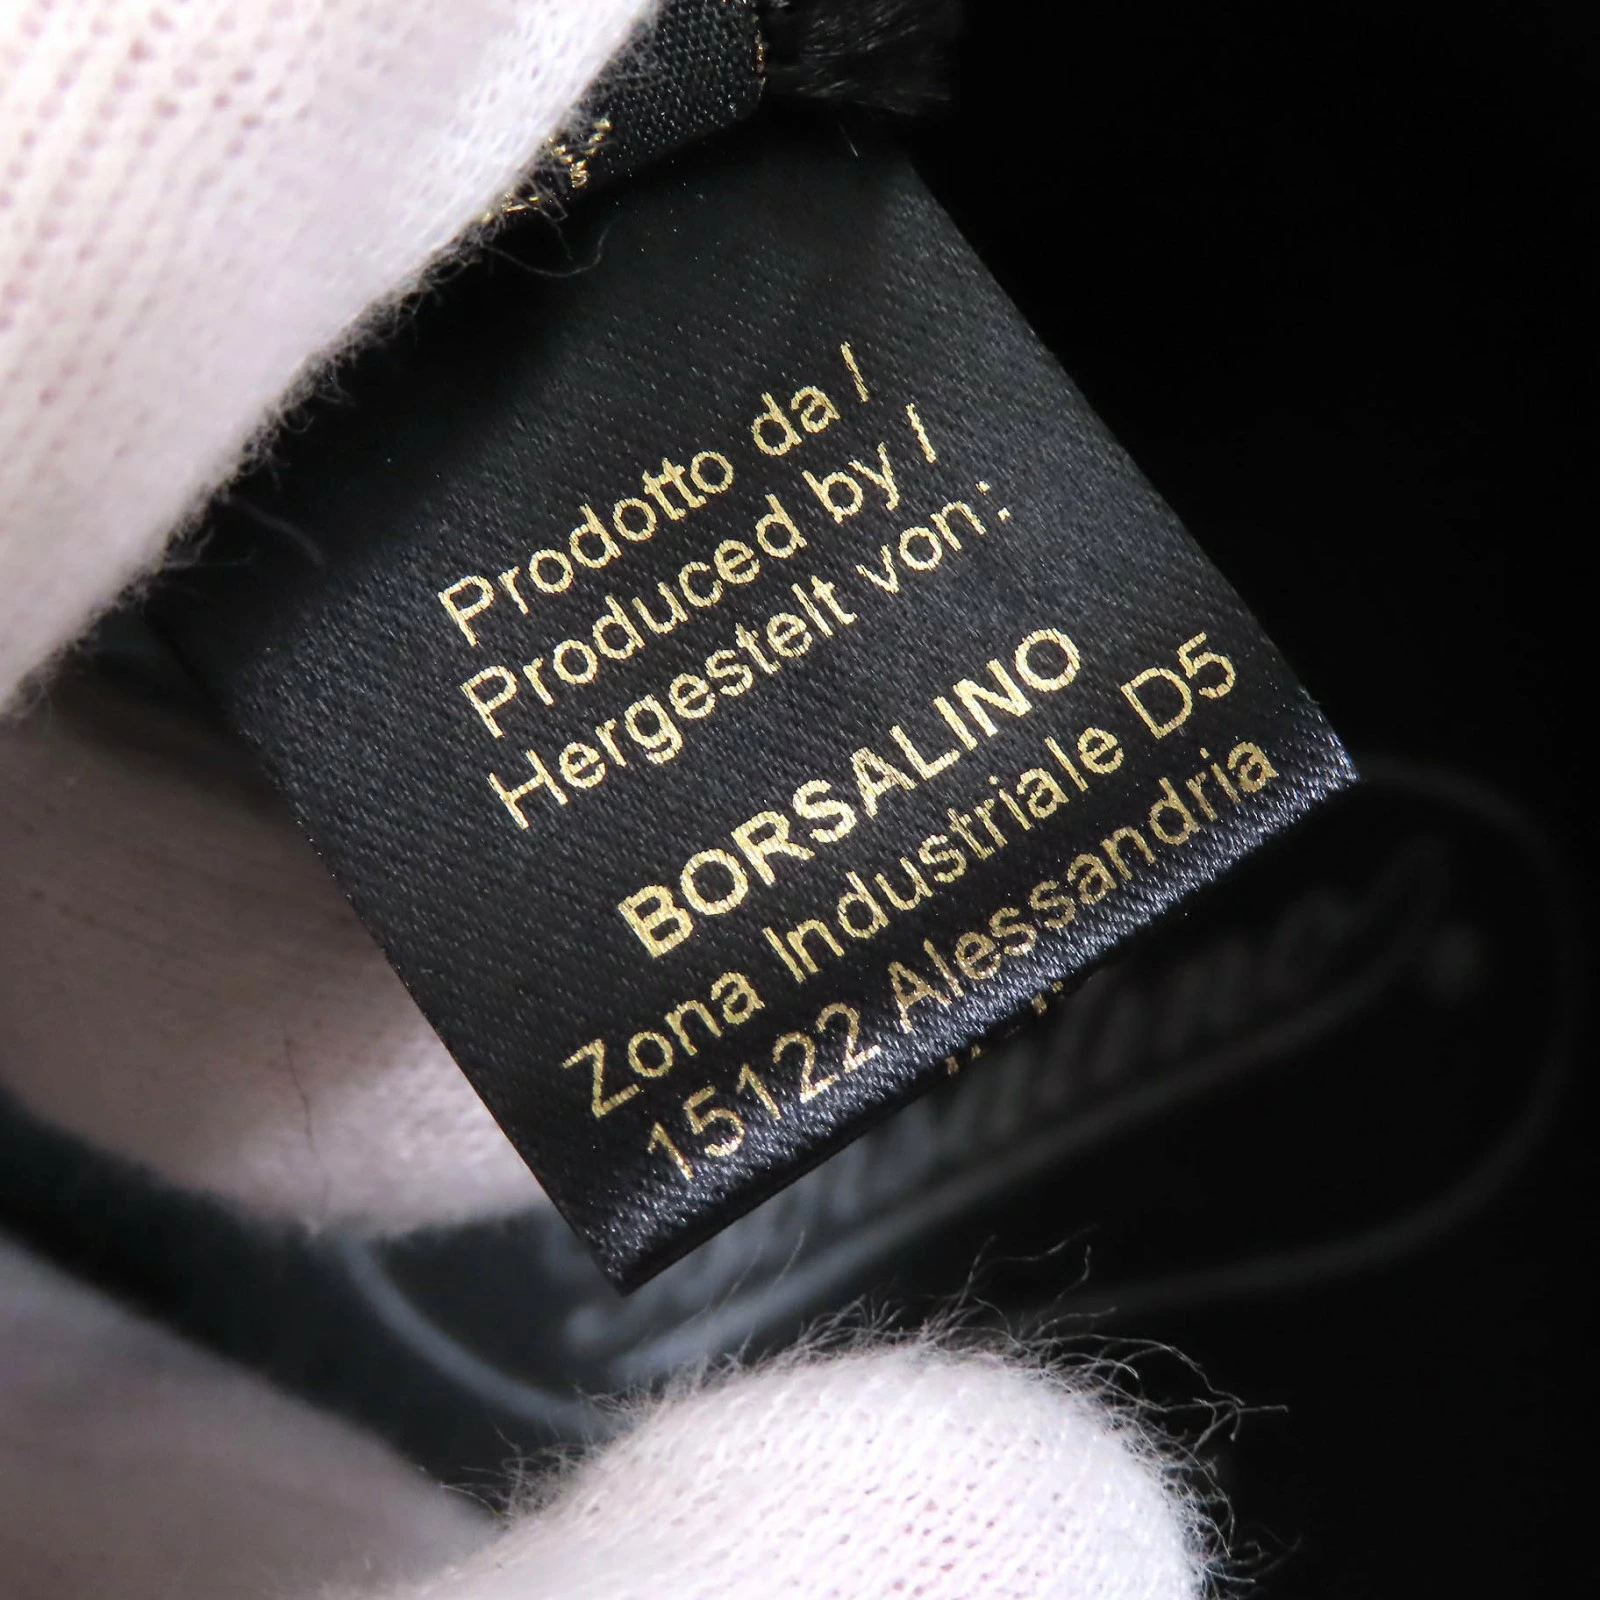 Prodotto da /
Produced by /
Hergestelt von:
BORSALINO
Zona Industriale D5
15122 Alessandria